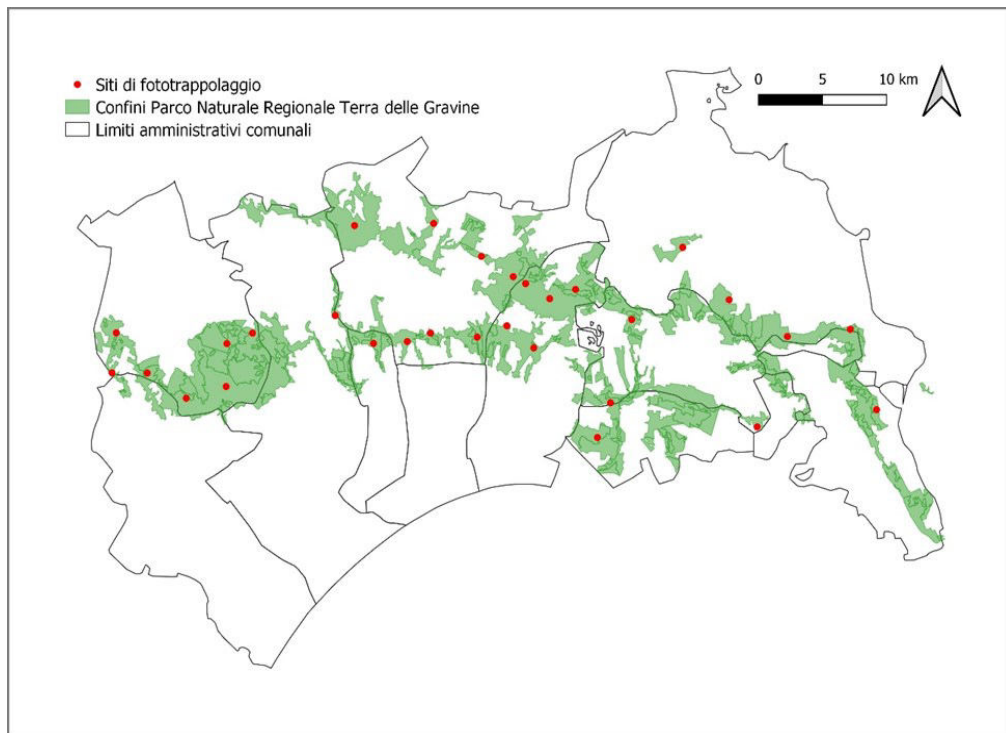 Siti di fototrappolaggio
Confini Parco Naturale Regionale Terra delle Gravine
Limiti amministrativi comunali
0 5 10 km